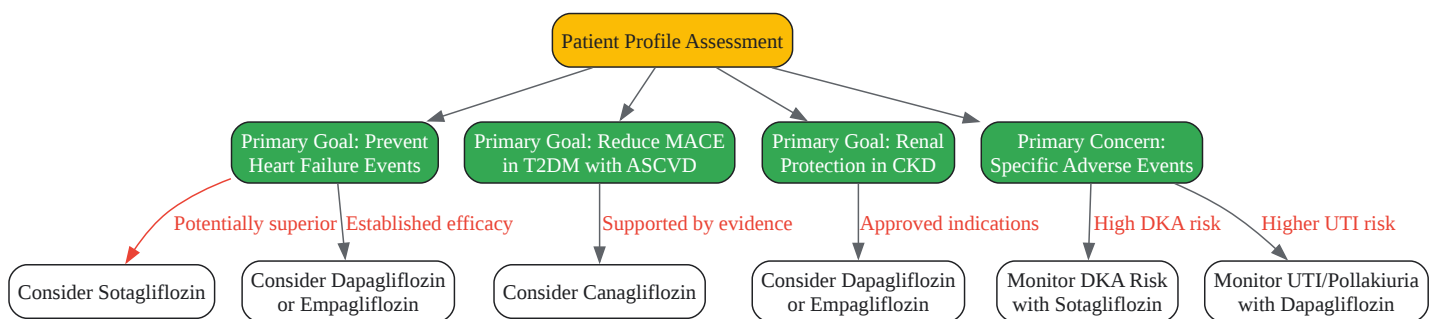 Patient Profile Assessment
Primary Goal: Prevent
Heart Failure Events
Primary Goal: Reduce MACE
in T2DM with ASCVD
Primary Goal: Renal
Protection in CKD
Primary Concern:
Specific Adverse Events
Potentially superior
Established efficacy
Supported by evidence
Approved indications
High DKA risk
Higher UTI risk
Consider Sotagliflozin
Consider Dapagliflozin
or Empagliflozin
Consider Canagliflozin
Consider Dapagliflozin
or Empagliflozin
Monitor DKA Risk
with Sotagliflozin
Monitor UTI/Pollakiuria
with Dapagliflozin